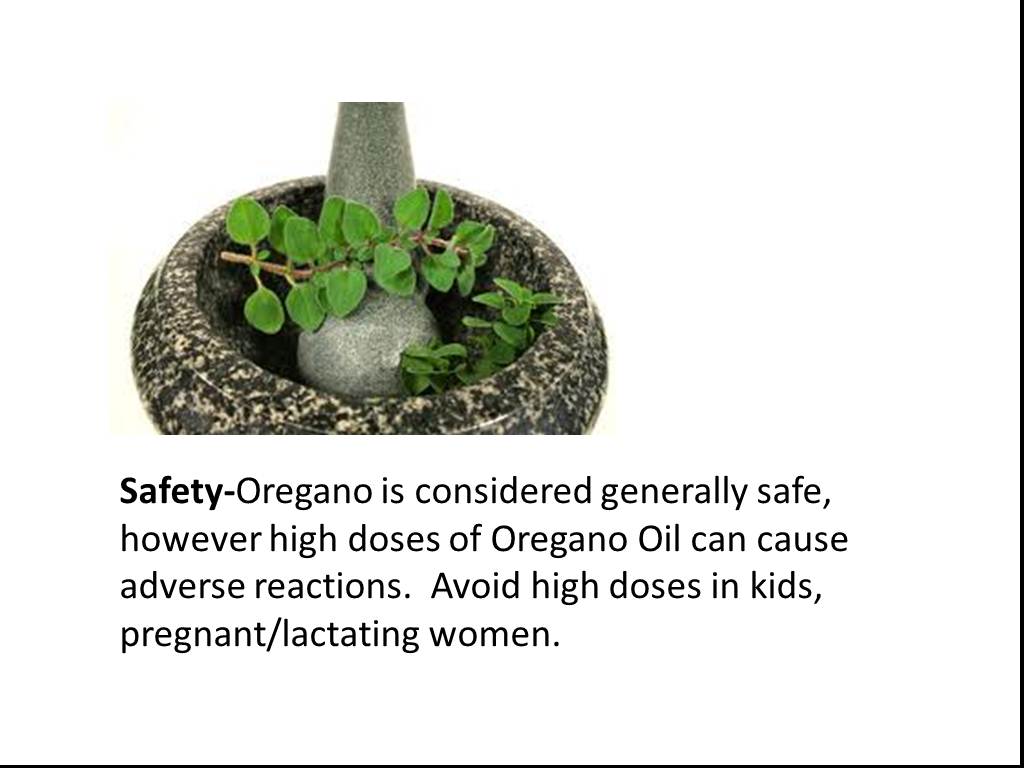 Safety-Oregano is considered generally safe,
however high doses of Oregano Oil can cause
adverse reactions.  Avoid high doses in kids,
pregnant/lactating women.